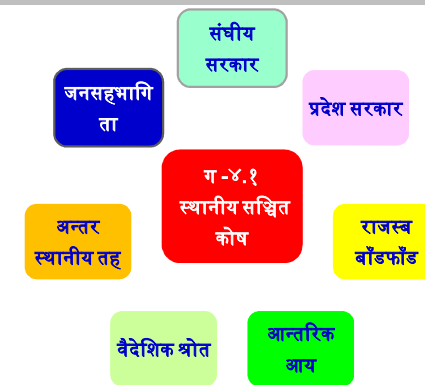 संघीय
सरकार
जनसहभागि
ता
प्रदेश सरकार
ग -४.१
स्थानीय सञ्चित
कोष
अन्तर
स्थानीय तह
राजस्ब
बाँडफाँड
वैदेशिक श्रोत
आन्तरिक
आय